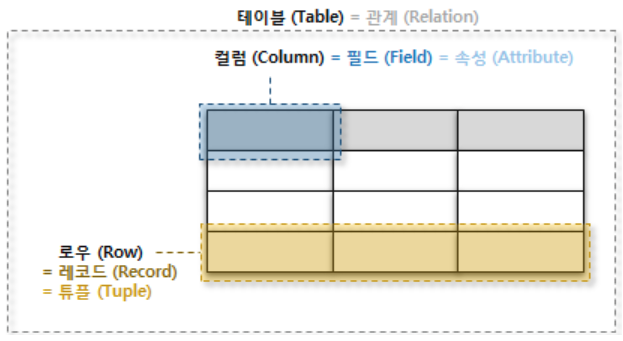 테이블 (Table) = 관계 (Relation)
컬럼 (Column) = 필드 (Field) = 속성 (Attribute)
로우 (Row)
= 레코드 (Record)
= 튜플 (Tuple)